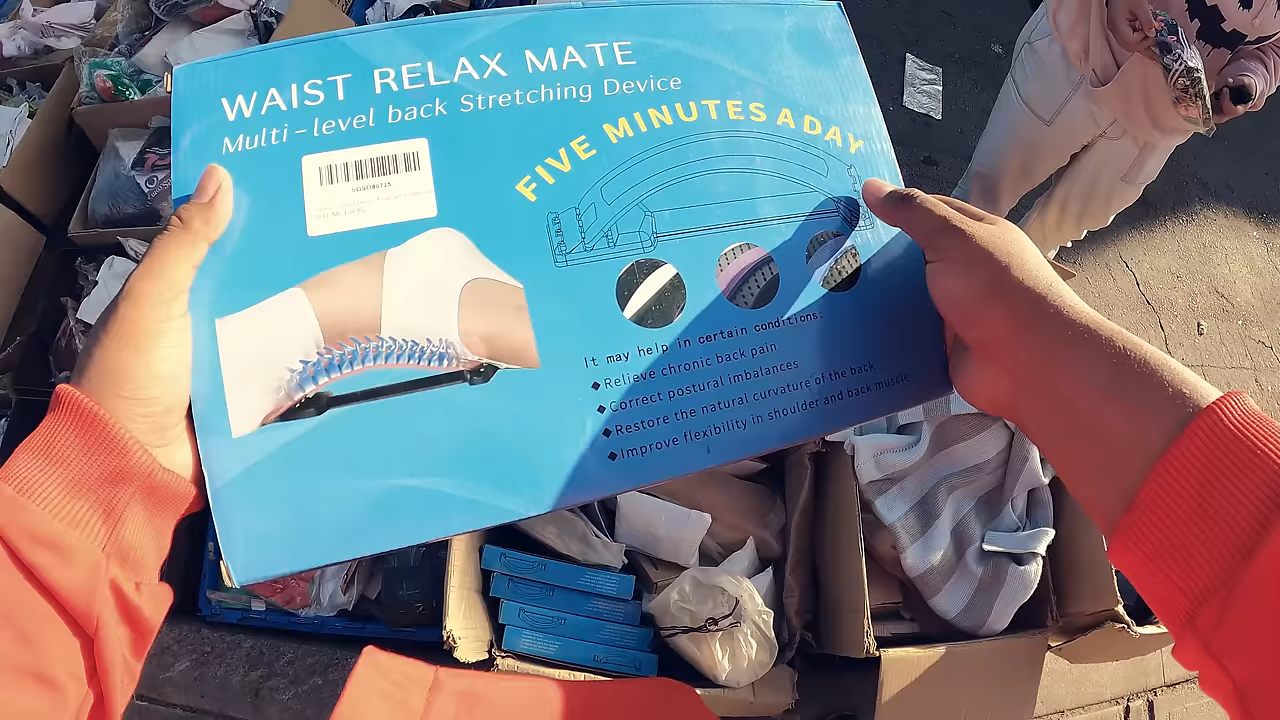 WAIST RELAX MATE
Multi-level back Stretching Device
FIVE MINUTES A DAY
It may help in certain conditions:
◆Relieve chronic back pain
◆Correct postural imbalances
◆Restore the natural curvature of the back
◆Improve flexibility in shoulder and back muscle